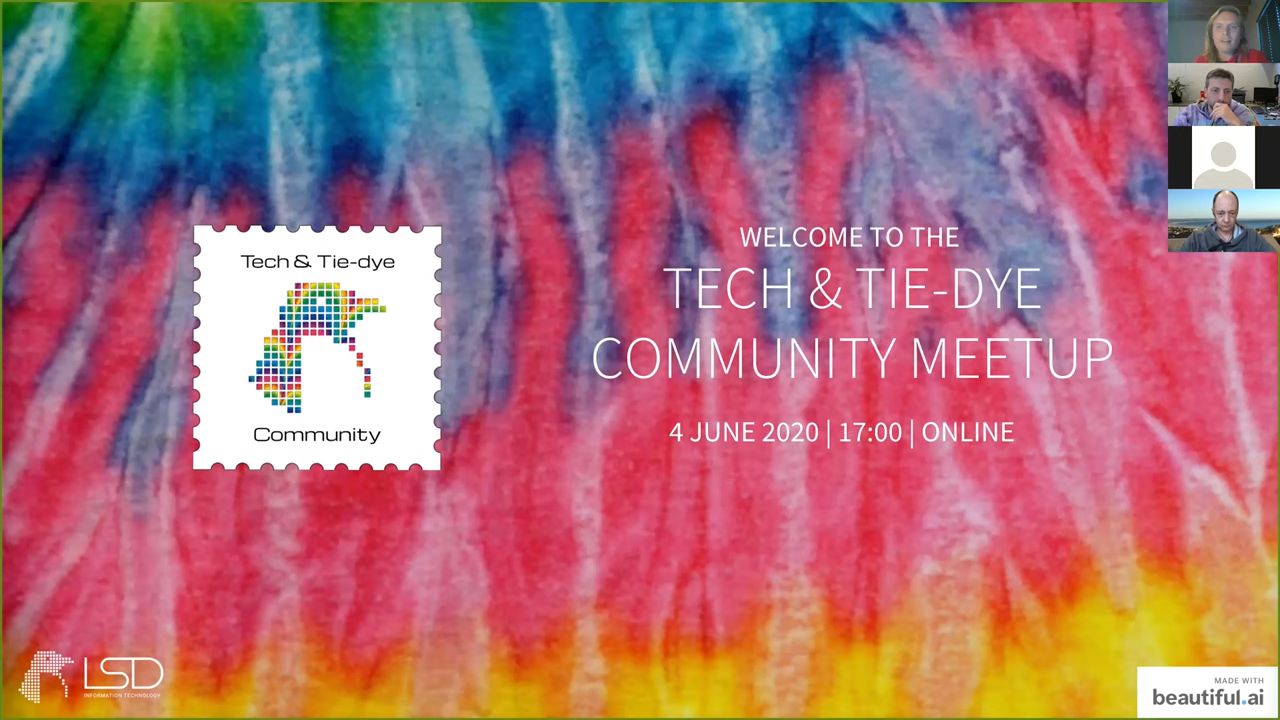 Tech & Tie-dye
Community
WELCOME TO THE
TECH & TIE-DYE
COMMUNITY MEETUP
4 JUNE 2020 | 17:00 | ONLINE
LSD
INFORMATION TECHNOLOGY
MADE WITH
beautiful.ai